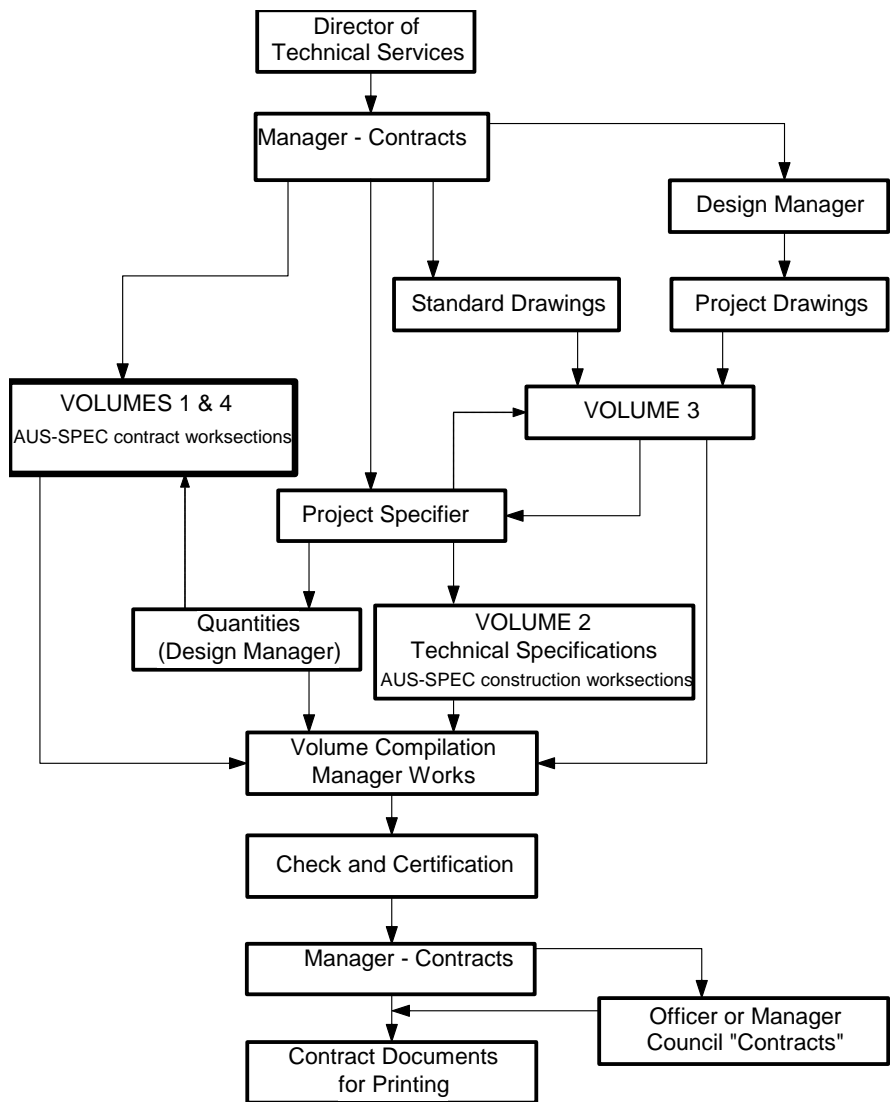 Director of
Technical Services
Manager - Contracts
Design Manager
Standard Drawings
Project Drawings
VOLUMES 1 & 4
AUS-SPEC contract worksections
VOLUME 3
Project Specifier
Quantities
(Design Manager)
VOLUME 2
Technical Specifications
AUS-SPEC construction worksections
Volume Compilation
Manager Works
Check and Certification
Manager - Contracts
Officer or Manager
Council "Contracts"
Contract Documents
for Printing